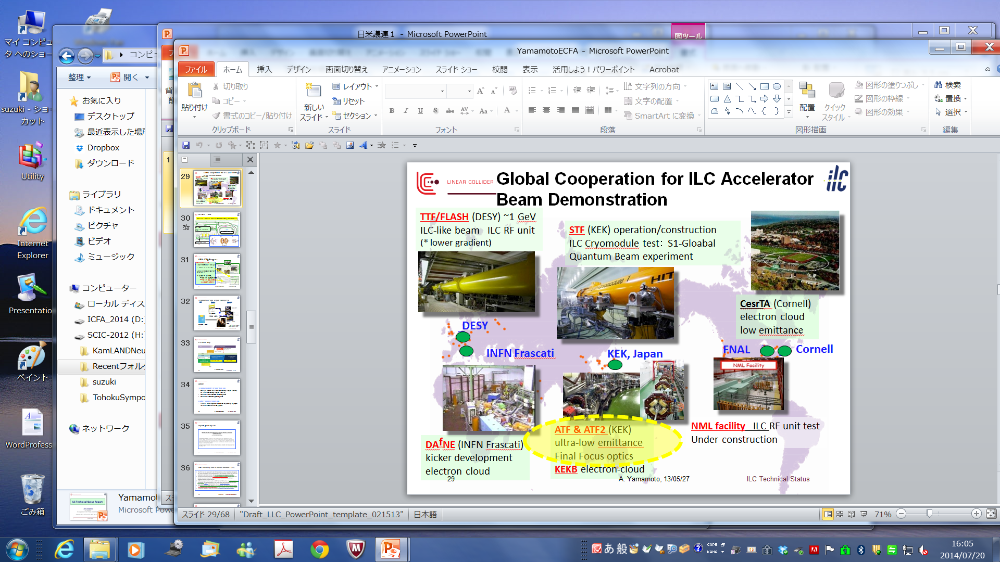 マイ コンピュ
タ へのショー
suzuki - ショー
カット
Utility
Internet
Explorer
Presentatio
ペイント
WordProfess
ごみ箱
コンピュ
整理
開く
お気に入り
デスクトップ
最近表示した場所
Dropbox
ダウンロード
ライブラリ
ドキュメント
ピクチャ
ビデオ
ミュージック
コンピューター
ローカル ディス
ICFA_2014 (D:
SCIC-2012 (H:
KamLANDNeu
Recentフォルダ
suzuki
TohokuSympo
ネットワーク
ILC Technical Status Report
Yamamot
Microsoft Powe
日米議連1 - Microsoft PowerPoint
図ツール
YamamotoECFA - Microsoft PowerPoint
ファイル ホーム 挿入 デザイン 画面切り替え アニメーション スライド ショー 校閲 表示 活用しよう!パワーポイント Acrobat
貼り付け
切り取り
コピー
書式のコピー/貼り付け
クリップボード
新しい
スライド
レイアウト
リセット
セクション
スライド
フォント
文字列の方向
文字の配置
SmartArt に変換
段落
配置
クイック
スタイル
図形の塗りつぶし
図形の枠線
図形の効果
図形描画
検索
置換
選択
編集
1
29
30
31
32
33
34
35
36
LINEAR COLLIDER
Global Cooperation for ILC Accelerator
Beam Demonstration
ilc
TTF/FLASH (DESY) ~1 GeV
ILC-like beam ILC RF unit
(* lower gradient)
STF (KEK) operation/construction
ILC Cryomodule test: S1-Gloabal
Quantum Beam experiment
CesrTA (Cornell)
electron cloud
low emittance
DESY
INFN Frascati
KEK, Japan
FNAL
Cornell
NML Facility
DAfNE (INFN Frascati)
kicker development
electron cloud
ATF & ATF2 (KEK)
ultra-low emittance
Final Focus optics
KEKB electron-cloud
NML facility ILC RF unit test
Under construction
29
A. Yamamoto, 13/05/27
ILC Technical Status
スライド 29/68
"Draft_LLC_PowerPoint_template_021513"
日本語
71%
あ 般
CAPS
KANA
16:05
2014/07/20